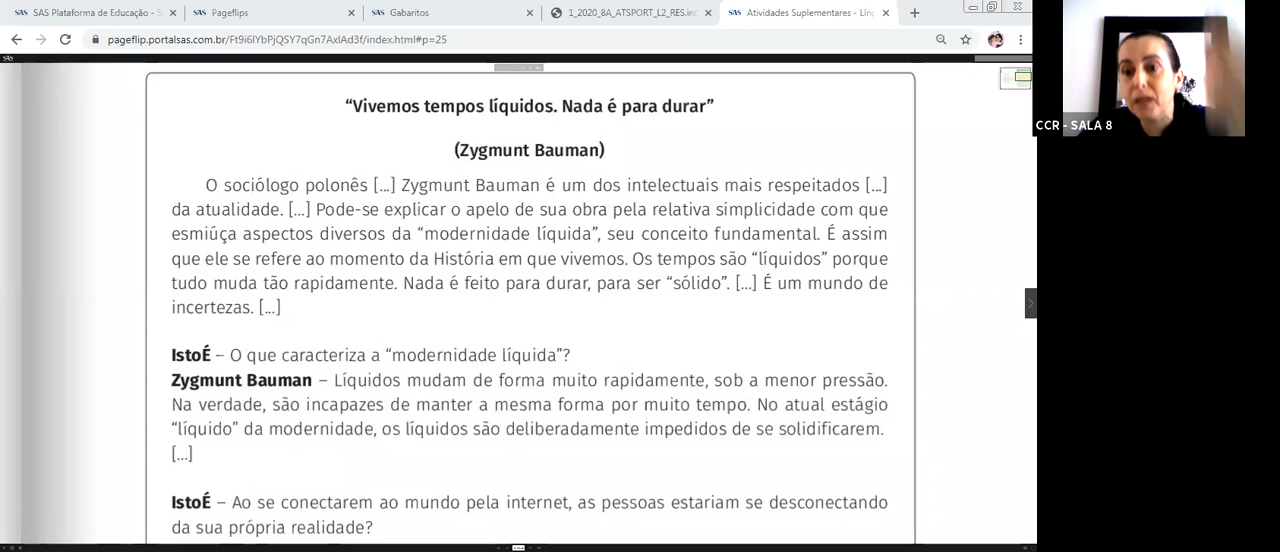 SAS Plataforma de Educação - S
Pageflips
Gabaritos
1_2020_8A_ATSPORT_L2_RES.in
Atividades Suplementares - Líng
pageflip.portalsas.com.br/Ft9i6IYbPjQSY7qGn7AxlAd3f/index.html#p=25
SAS
“Vivemos tempos líquidos. Nada é para durar”
(Zygmunt Bauman)
O sociólogo polonês [...] Zygmunt Bauman é um dos intelectuais mais respeitados [...]
da atualidade. [...] Pode-se explicar o apelo de sua obra pela relativa simplicidade com que
esmiúça aspectos diversos da “modernidade líquida”, seu conceito fundamental. É assim
que ele se refere ao momento da História em que vivemos. Os tempos são “líquidos” porque
tudo muda tão rapidamente. Nada é feito para durar, para ser “sólido”. [...] É um mundo de
incertezas. [...]
IstoÉ – O que caracteriza a “modernidade líquida”?
Zygmunt Bauman – Líquidos mudam de forma muito rapidamente, sob a menor pressão.
Na verdade, são incapazes de manter a mesma forma por muito tempo. No atual estágio
“líquido” da modernidade, os líquidos são deliberadamente impedidos de se solidificarem.
[...]
IstoÉ – Ao se conectarem ao mundo pela internet, as pessoas estariam se desconectando
da sua própria realidade?
CCR - SALA 8